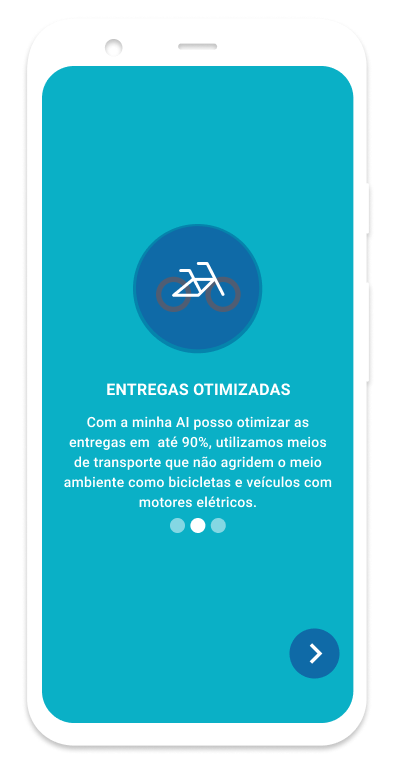 ENTREGAS OTIMIZADAS
Com a minha AI posso otimizar as
entregas em  até 90%, utilizamos meios
de transporte que não agridem o meio
ambiente como bicicletas e veículos com
motores elétricos.